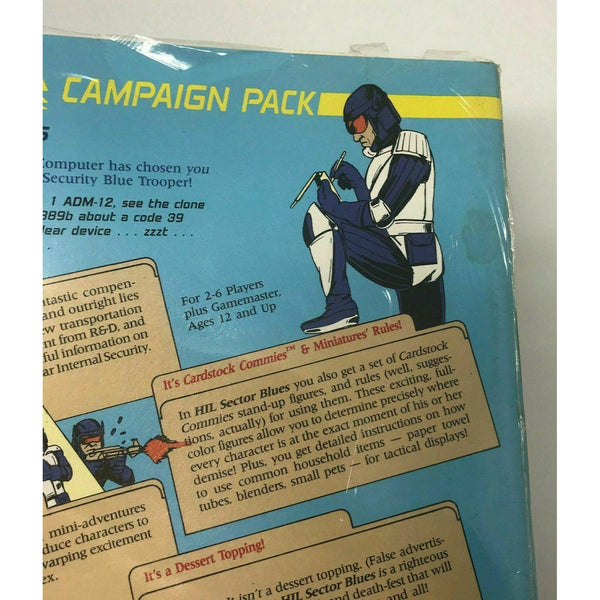 CAMPAIGN PACK
omputer has chosen you
Security Blue Trooper!
1 ADM-12, see the clone
989b about a code 39
lear device . . . zzzt . . .
.
For 2-6 Players
plus Gamemaster,
Ages 12 and Up
ntastic compen-
and outright lies
ew transportation
ent from R&D, and
ful information on
ar Internal Security.
It's Cardstock Commies™ & Miniatures' Rules!
In HIL Sector Blues you also get a set of Cardstock
Commies stand-up figures, and rules (well, sugges-
tions, actually) for using them. These exciting, full-
color figures allow you to determine precisely where
every character is at the exact moment of his or her
demise! Plus, you get detailed instructions on how
to use common household items — paper towel
tubes, blenders, small pets — for tactical displays!
mini-adventures
duce characters to
warping excitement
ex.
It's a Dessert Topping!
It isn't a dessert topping. (False advertis-
HIL Sector Blues is a righteous
nd death-fest that will
and all!